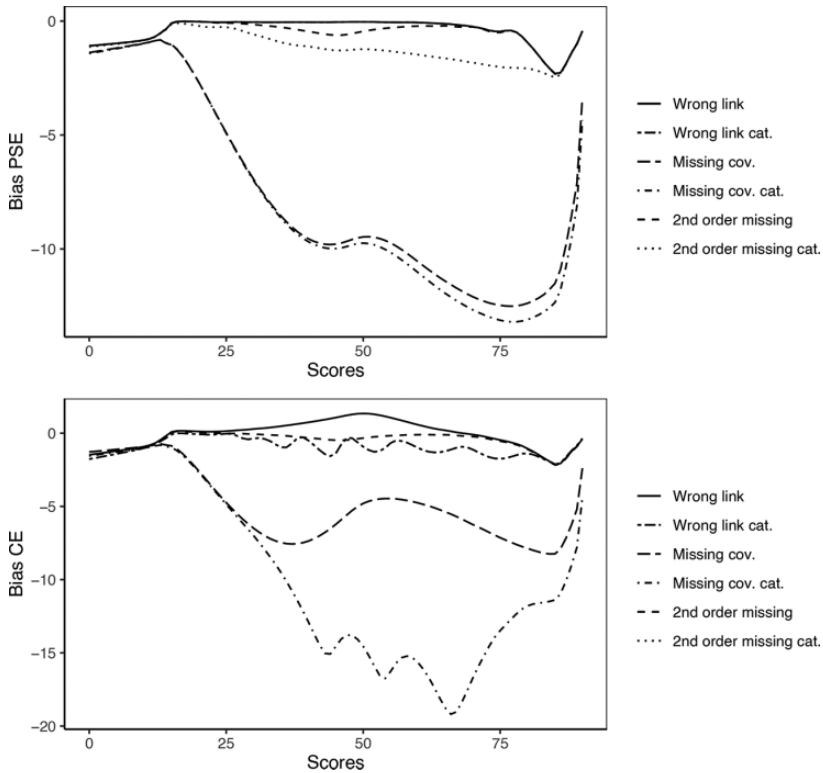 0
−5
−10
Bias PSE
0
25
50
75
Scores
Wrong link
Wrong link cat.
Missing cov.
Missing cov. cat.
2nd order missing
2nd order missing cat.
0
−5
−10
−15
−20
Bias CE
0
25
50
75
Scores
Wrong link
Wrong link cat.
Missing cov.
Missing cov. cat.
2nd order missing
2nd order missing cat.